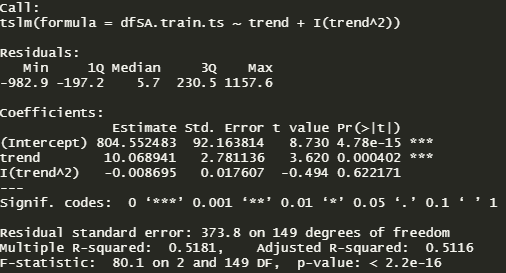 Call:
tslm(formula = dfSA.train.ts ~ trend + I(trend^2))
Residuals:
Min 1Q Median 3Q Max
-982.9 -197.2 5.7 230.5 1157.6
Coefficients:
Estimate Std. Error t value Pr(>|t|)
(Intercept) 804.552483 92.163814 8.730 4.78e-15 ***
trend 10.068941 2.781136 3.620 0.000402 ***
I(trend^2) -0.008695 0.017607 -0.494 0.622171
---
Signif. codes: 0 ‘***’ 0.001 ‘**’ 0.01 ‘*’ 0.05 ‘.’ 0.1 ‘ ’ 1
Residual standard error: 373.8 on 149 degrees of freedom
Multiple R-squared: 0.5181, Adjusted R-squared: 0.5116
F-statistic: 80.1 on 2 and 149 DF, p-value: < 2.2e-16